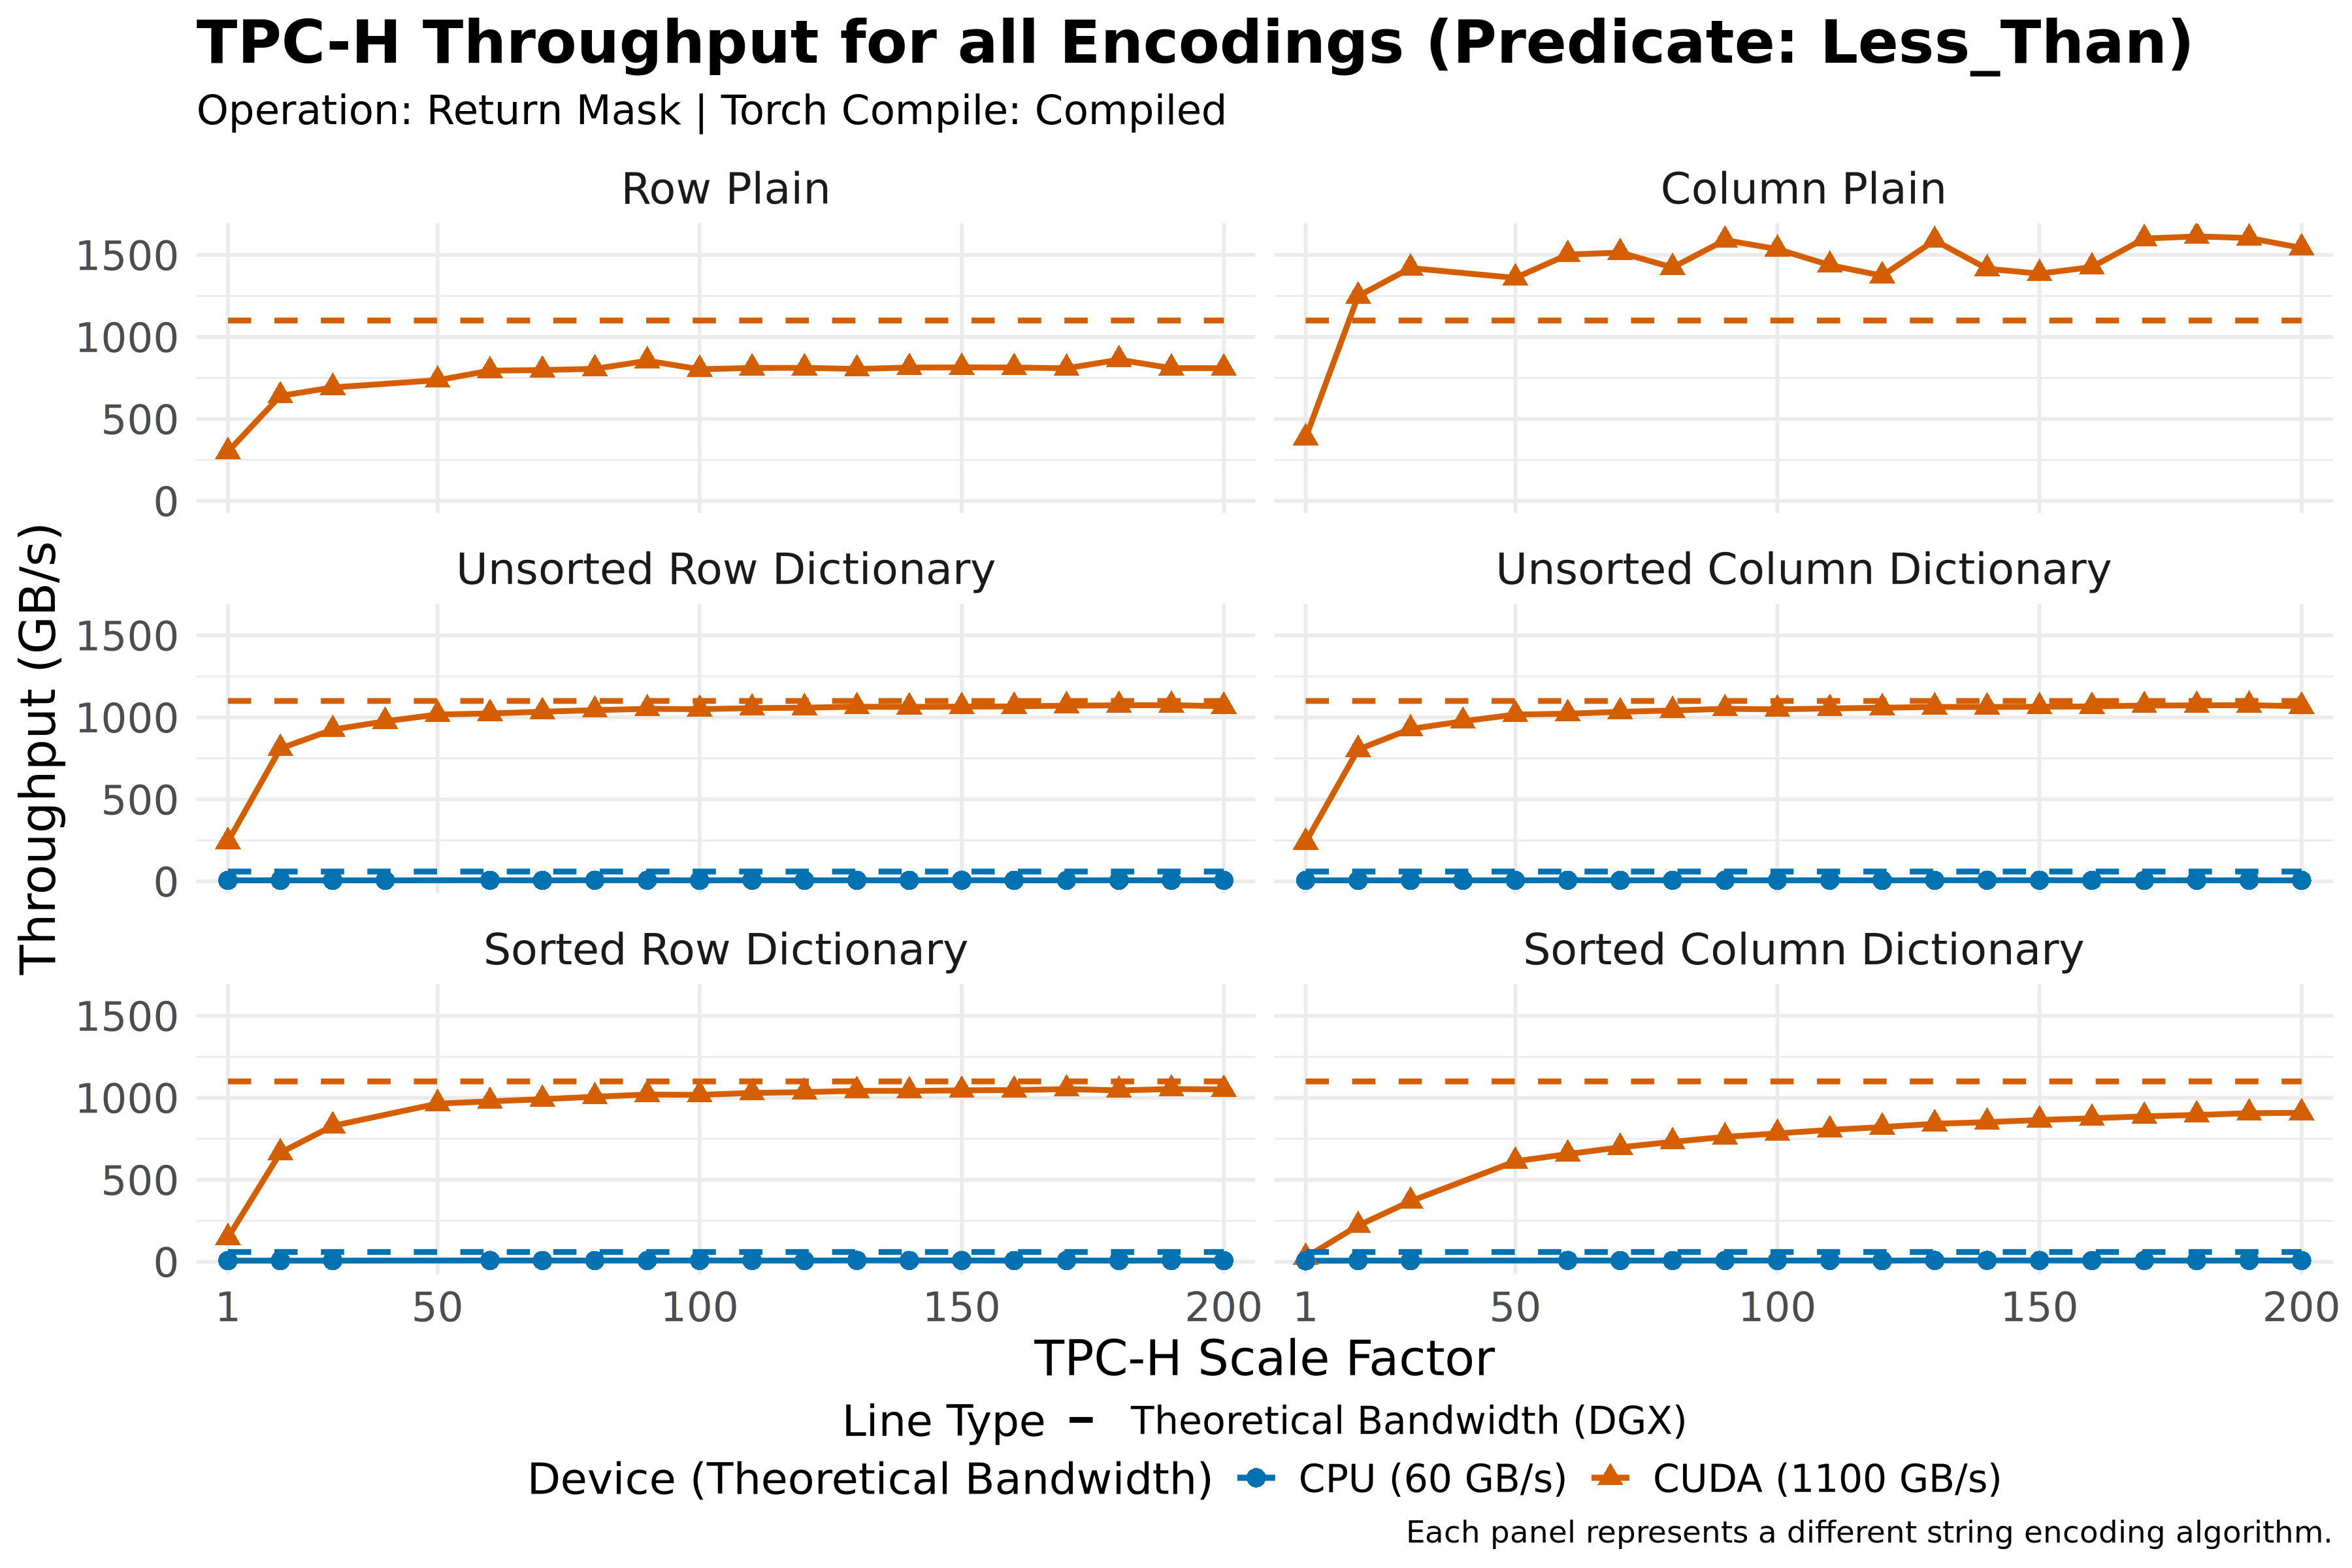 TPC-H Throughput for all Encodings (Predicate: Less_Than)
Operation: Return Mask | Torch Compile: Compiled
Row Plain
Column Plain
1500
1000
500
0
Unsorted Row Dictionary
Unsorted Column Dictionary
1500
1000
500
0
Sorted Row Dictionary
Sorted Column Dictionary
1500
1000
500
0
Throughput (GB/s)
1 50 100 150 200
1 50 100 150 200
TPC-H Scale Factor
Line Type Theoretical Bandwidth (DGX)
Device (Theoretical Bandwidth) CPU (60 GB/s) CUDA (1100 GB/s)
Each panel represents a different string encoding algorithm.